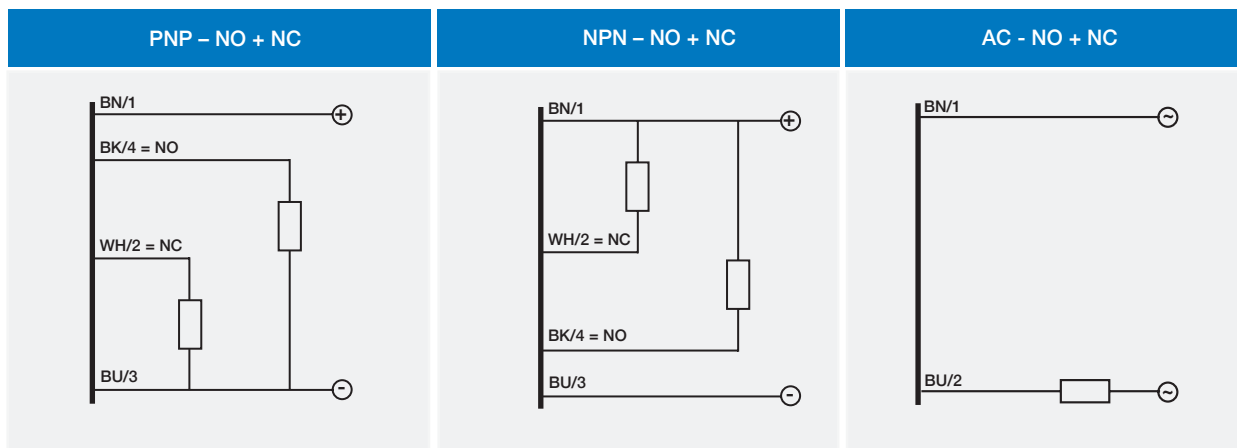 PNP – NO + NC
BN/1
+
BK/4 = NO
WH/2 = NC
BU/3
-
NPN – NO + NC
BN/1
+
WH/2 = NC
BK/4 = NO
BU/3
-
AC - NO + NC
BN/1
~
BU/2
~